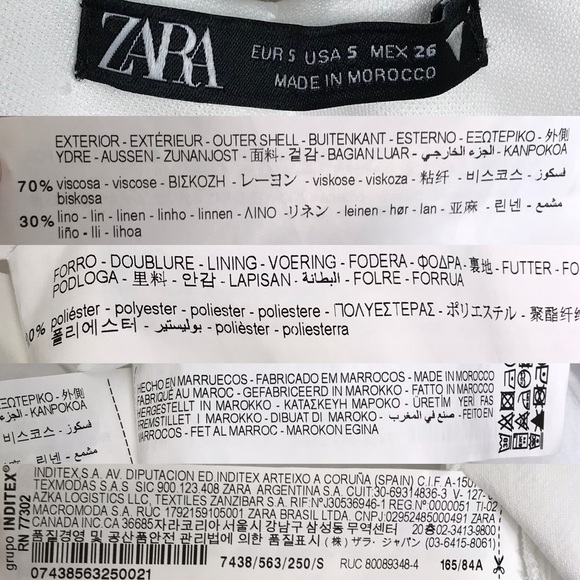 ZARA
EUR S USA S MEX 26
MADE IN MOROCCO
EXTERIOR - EXTÉRIEUR - OUTER SHELL - BUITENKANT - ESTERNO - ΕΞΩΤΕΡΙΚΟ - 外側
YDRE - AUSSEN - ZUNANJOST - 面料 - 겉감 - BAGIAN LUAR - الجزء الخارجي - KANPOKOA
70% viscosa - viscose - ΒΙΣΚΟΖΗ - レーヨン - viskose - viskoza - 粘纤 - 비스코스 - فسكوز -
biskosa
30% lino - lin - linen - linho - linnen - ΛΙΝΟ - リネン - leinen - hør - lan - 亚麻 - 린넨 - مشمع -
liño - lli - lihoa
FORRO - DOUBLURE - LINING - VOERING - FODERA - ΦΟΔΡΑ - 裏地 - FUTTER - FO
PODLOGA - 里料 - 안감 - LAPISAN - البطانة - FOLRE - FORRUA
00% poliéster - polyester - poliester - poliestere - ΠΟΛΥΕΣΤΕΡΑΣ - ポリエステル - 聚酯纤
폴리에스터 - بوليستير - polièster - poliesterra
ΕΞΩΤΕΡΙΚΟ - 外側
KANPOKOA
비스코스 - فسكوز -
린넨 - مشمع -
HECHO EN MARRUECOS - FABRICADO EM MARROCOS - MADE IN MOROCCO
FABRIQUÉ AU MAROC - GEFABRICEERD IN MAROKKO - FATTO IN MAROCCO
HERGESTELLT IN MAROKKO - ΚΑΤΑΣΚΕΥΗ ΜΑΡΟΚΟ - ÜRETİM YERİ FAS
FREMSTILLET I MAROKKO - DIBUAT DI MAROKO - صنع في المغرب - FEITO EN
MARROCOS - FET AL MARROC - MAROKON EGINA
grupo INDITEX
RN 77302
INDITEX,S.A. AV. DIPUTACION ED INDITEX ARTEIXO A CORUÑA (SPAIN) C.I.F. A-150
TEXMODAS S.A.S SIC 900 123 408 ZARA ARGENTINA S.A. CUIT:30-69314836-3 V- 127-
AZKA LOGISTICS LLC, TEXTILES ZANZIBAR S.A. RIF Nº:J30536946-0 REG Nº 0000051 TI-02
MACROMODA S.A. RUC 1792159105001 ZARA BRASIL LTDA CNPJ.02952485000491 ZARA
CANADA INC.CA 36685 자라코리아 서울시 강남구 삼성동 무역센터 20층 02-3413-9800
품질경영 및 공산품안전 관리법에 의한 품질표시 (株) ザラ・ジャパン 03(6415)8061
7438/563/250/S RUC 80089348-4 165/84A
07438563250021